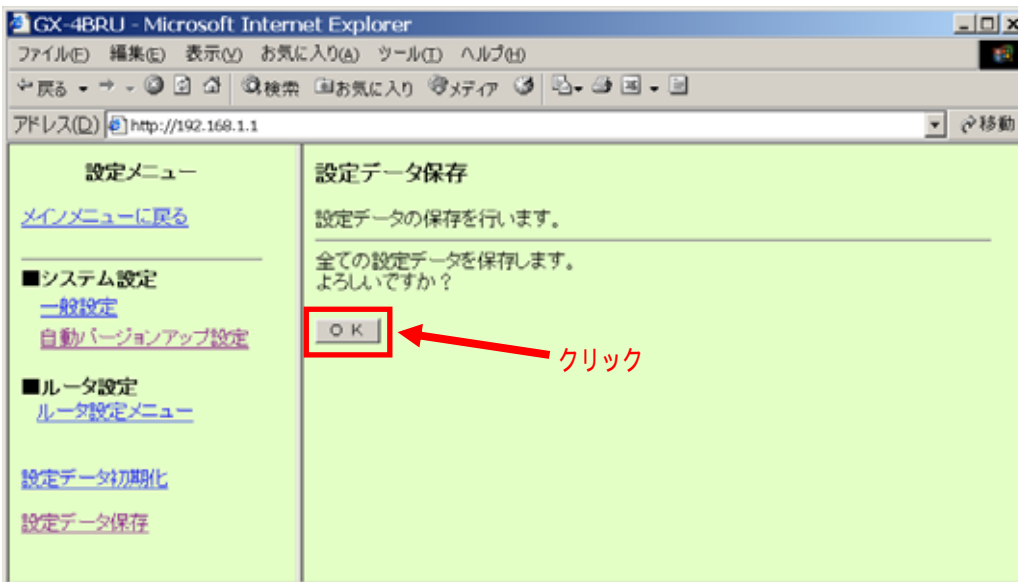 GX-4BRU - Microsoft Internet Explorer
ファイル(F) 編集(E) 表示(V) お気に入り(A) ツール(T) ヘルプ(H)
戻る 検索 お気に入り メディア
アドレス(D) http://192.168.1.1 移動
設定メニュー
メインメニューに戻る
■システム設定
一般設定
自動バージョンアップ設定
■ルータ設定
ルータ設定メニュー
設定データ初期化
設定データ保存
設定データ保存
設定データの保存を行います。
全ての設定データを保存します。
よろしいですか?
OK
クリック